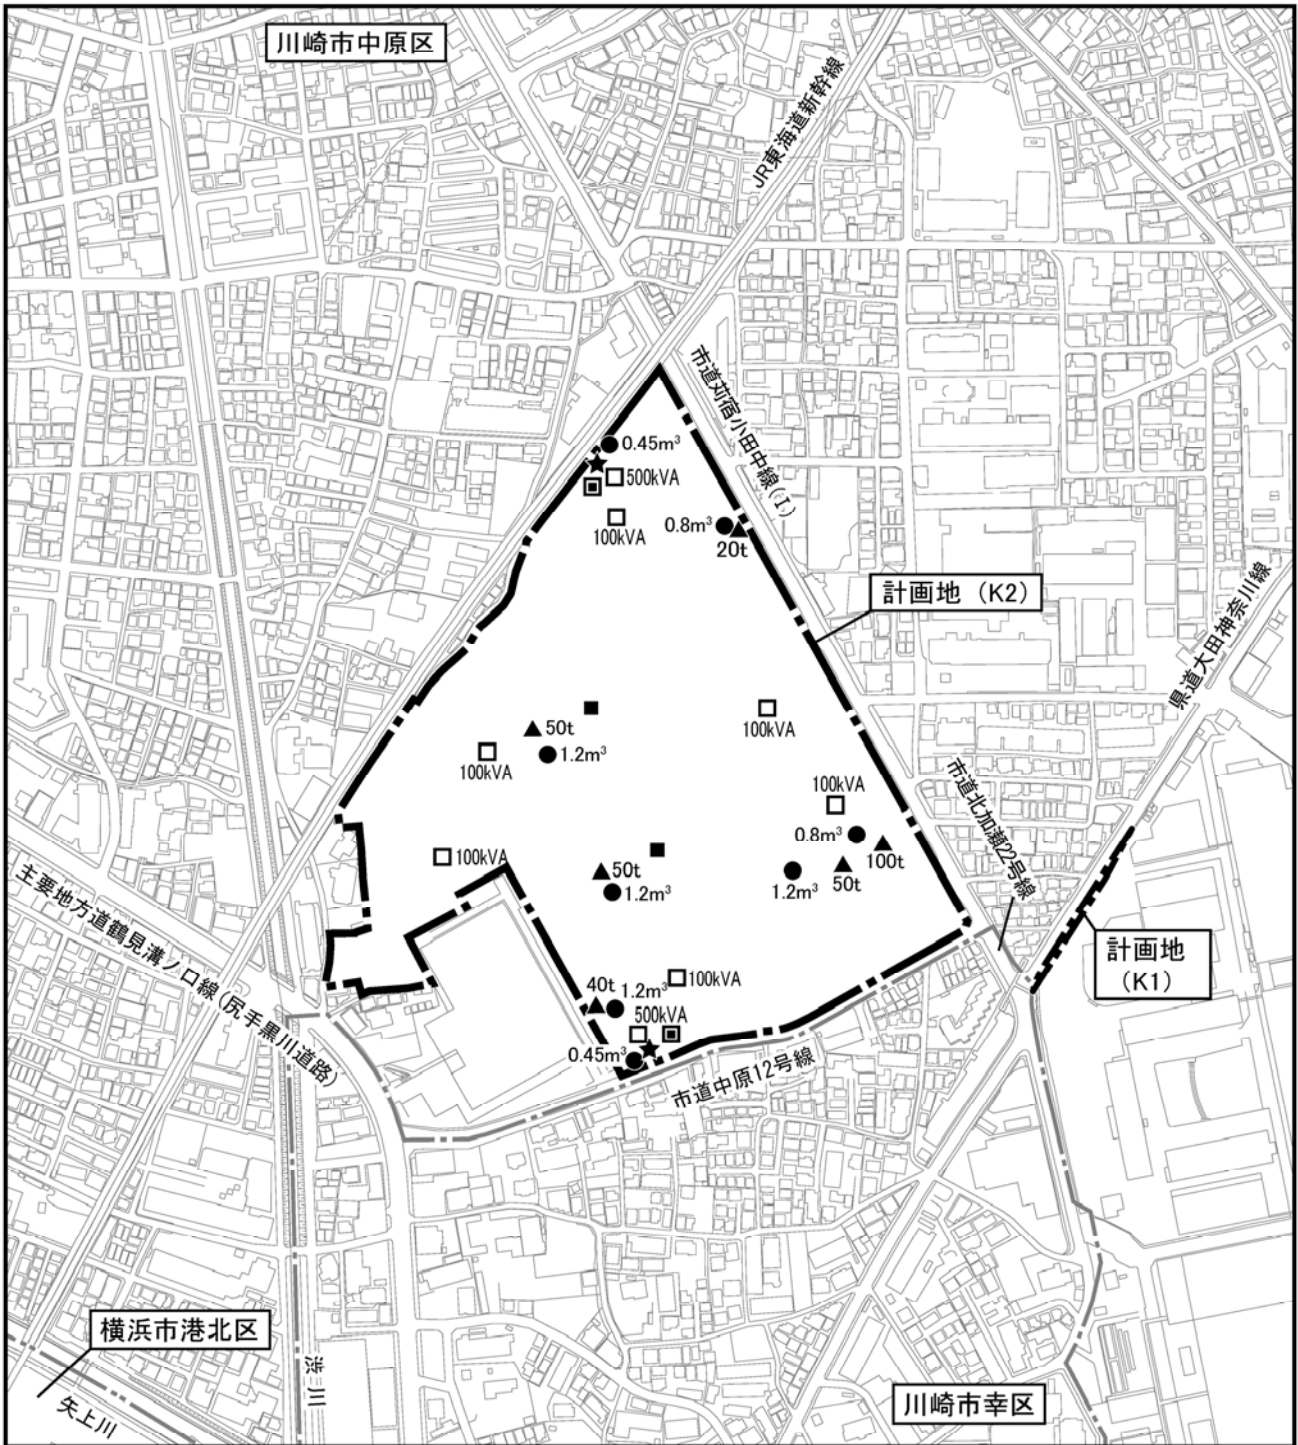 川崎市中原区
JR東海道新幹線
市道苅宿小田中線(Ⅰ)
0.45m³
500kVA
100kVA
0.8m³
20t
計画地（K2）
県道大田神奈川線
50t
1.2m³
100kVA
100kVA
100kVA
0.8m³
100t
50t
1.2m³
市道北加瀬22号線
100kVA
50t
1.2m³
主要地方道鶴見溝ノ口線(尻手黒川道路)
計画地
（K1）
100kVA
40t
1.2m³
500kVA
0.45m³
市道中原12号線
横浜市港北区
渋川
矢上川
川崎市幸区